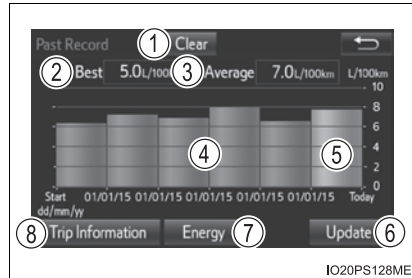 Past Record 1 Clear
2 Best 5.0L/100 3 Average 7.0L/100km L/100km
10
8
6
4
2
0
4
5
Start 01/01/15 01/01/15 01/01/15 01/01/15 01/01/15 Today
dd/mm/yy
8 Trip Information Energy 7 Update 6
IO20PS128ME